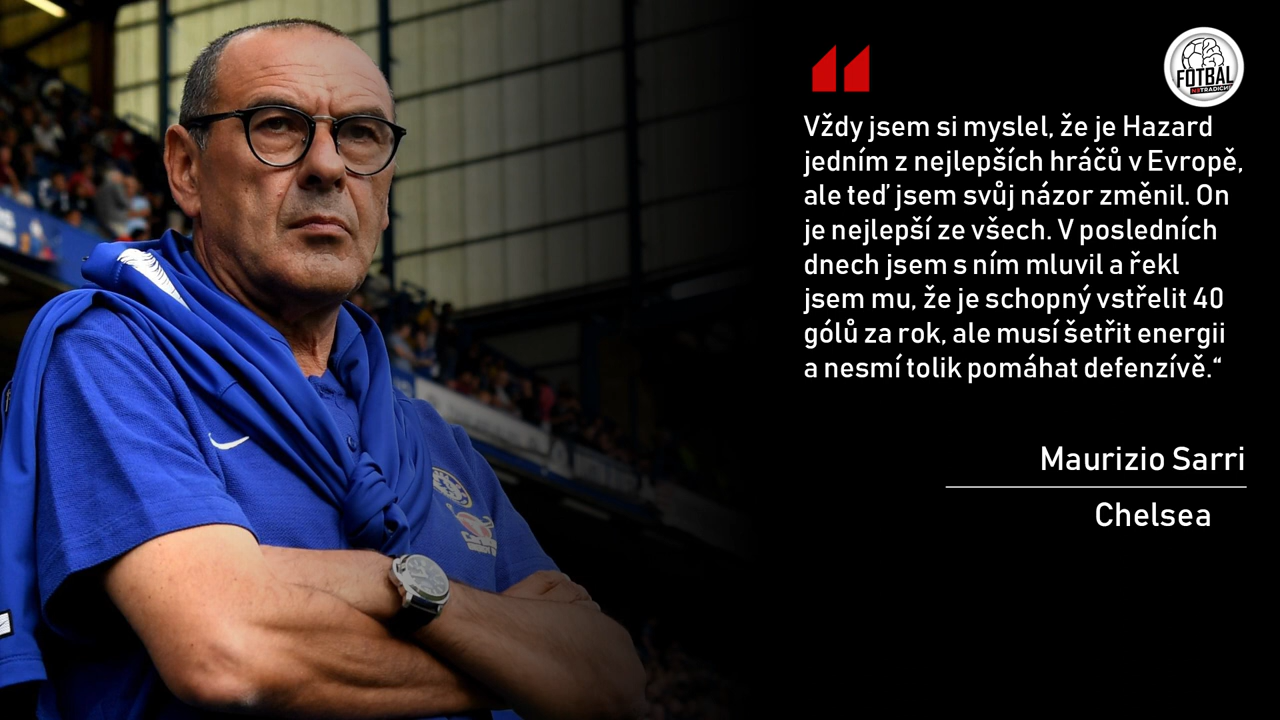 FOTBAL
NETRADIČNĚ
Vždy jsem si myslel, že je Hazard
jedním z nejlepších hráčů v Evropě,
ale teď jsem svůj názor změnil. On
je nejlepší ze všech. V posledních
dnech jsem s ním mluvil a řekl
jsem mu, že je schopný vstřelit 40
gólů za rok, ale musí šetřit energii
a nesmí tolik pomáhat defenzívě.“
Maurizio Sarri
Chelsea